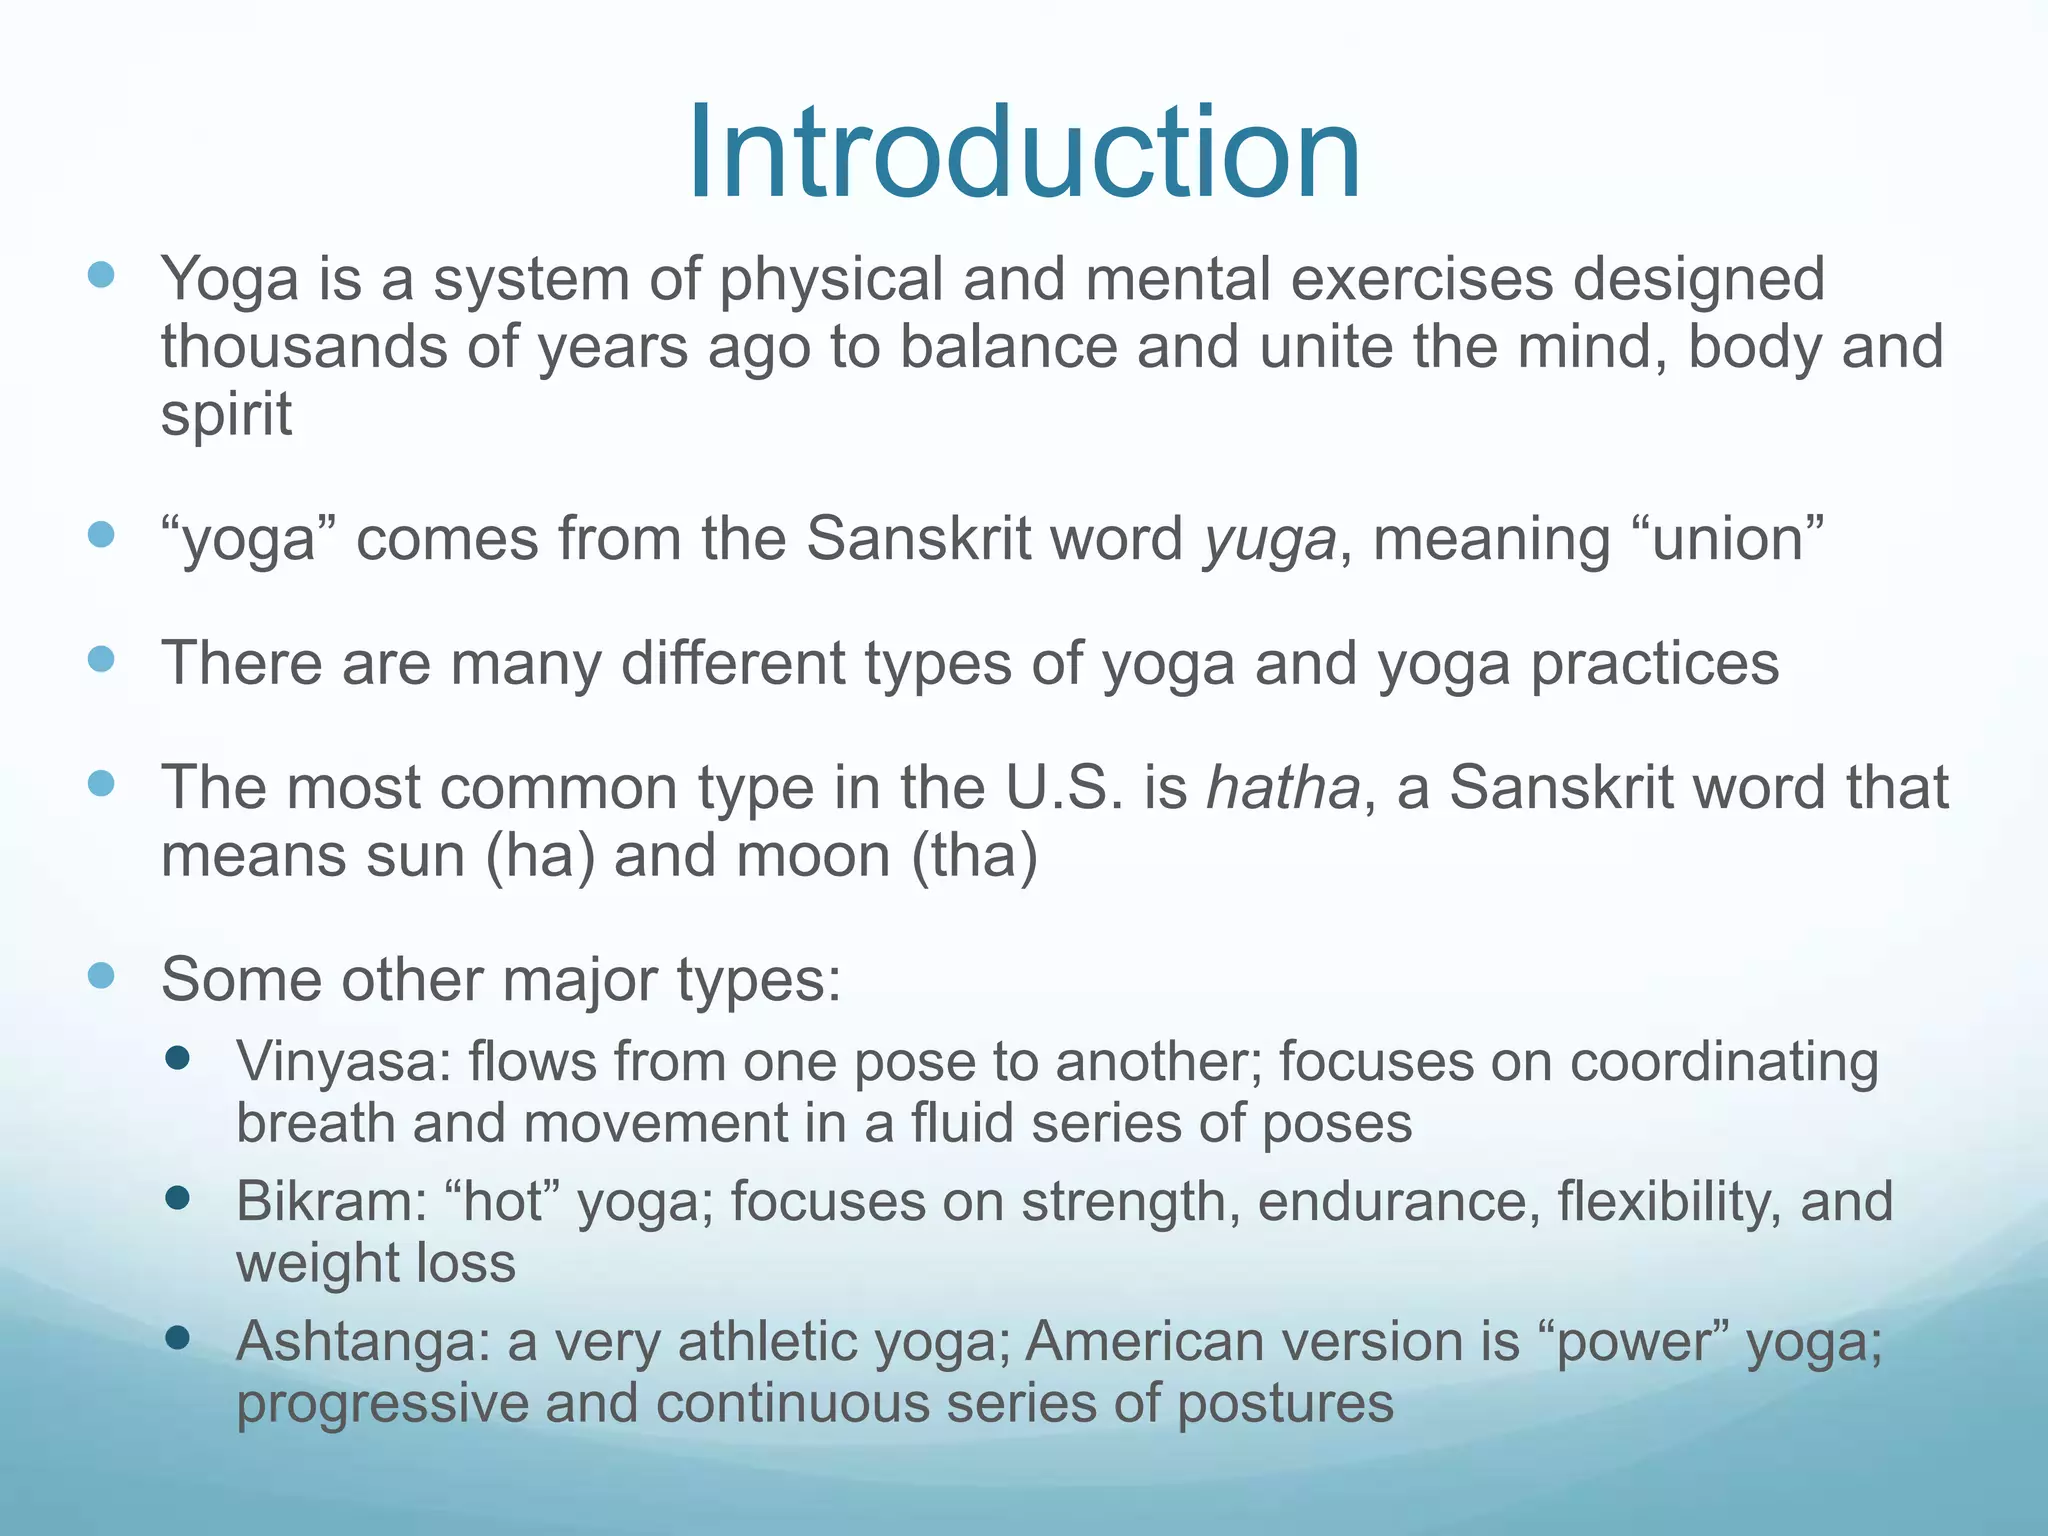 Introduction
Yoga is a system of physical and mental exercises designed
thousands of years ago to balance and unite the mind, body and
spirit
“yoga” comes from the Sanskrit word yuga, meaning “union”
There are many different types of yoga and yoga practices
The most common type in the U.S. is hatha, a Sanskrit word that
means sun (ha) and moon (tha)
Some other major types:
Vinyasa: flows from one pose to another; focuses on coordinating
breath and movement in a fluid series of poses
Bikram: “hot” yoga; focuses on strength, endurance, flexibility, and
weight loss
Ashtanga: a very athletic yoga; American version is “power” yoga;
progressive and continuous series of postures